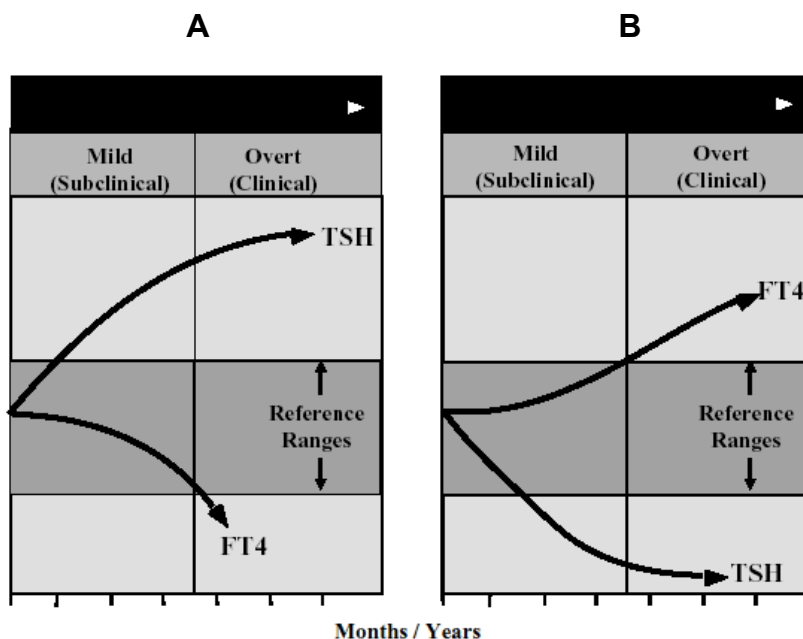 A
B
Mild
(Subclinical)
Overt
(Clinical)
TSH
Reference
Ranges
FT4
Mild
(Subclinical)
Overt
(Clinical)
FT4
Reference
Ranges
TSH
Months / Years